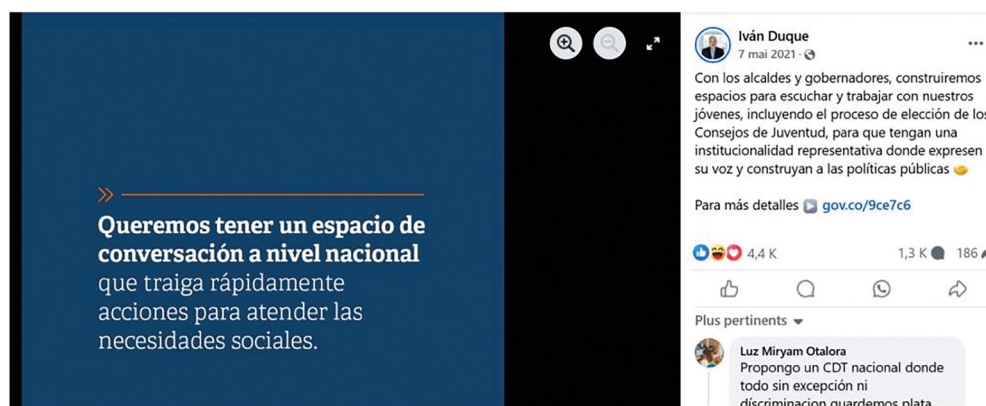 Queremos tener un espacio de
conversación a nivel nacional
que traiga rápidamente
acciones para atender las
necesidades sociales.
Iván Duque
7 mai 2021 ·
Con los alcaldes y gobernadores, construiremos
espacios para escuchar y trabajar con nuestros
jóvenes, incluyendo el proceso de elección de los
Consejos de Juventud, para que tengan una
institucionalidad representativa donde expresen
su voz y construyan a las políticas públicas
Para más detalles gov.co/9ce7c6
4,4 K 1,3 K 186
Plus pertinents
Luz Miryam Otalora
Propongo un CDT nacional donde
todo sin excepción ni
díscriminacion guardemos plata